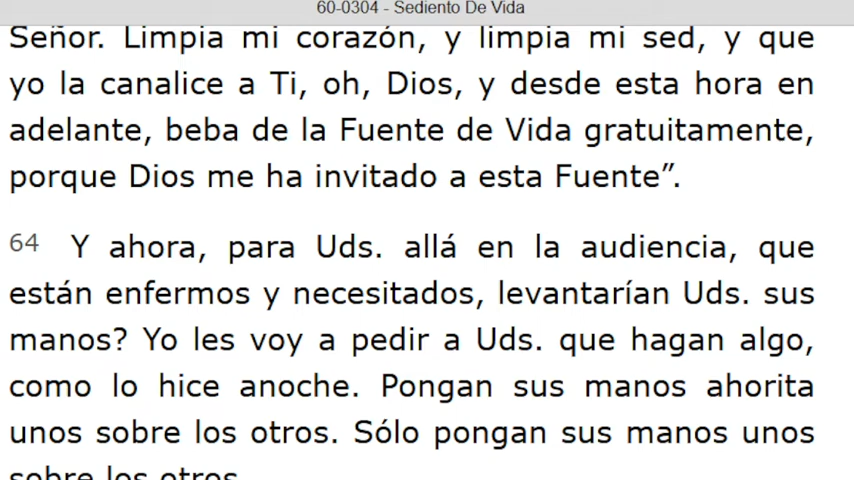 60-0304 - Sediento De Vida
Señor. Limpia mi corazón, y limpia mi sed, y que
yo la canalice a Ti, oh, Dios, y desde esta hora en
adelante, beba de la Fuente de Vida gratuitamente,
porque Dios me ha invitado a esta Fuente”.
64 Y ahora, para Uds. allá en la audiencia, que
están enfermos y necesitados, levantarían Uds. sus
manos? Yo les voy a pedir a Uds. que hagan algo,
como lo hice anoche. Pongan sus manos ahorita
unos sobre los otros. Sólo pongan sus manos unos
sobre los otros.